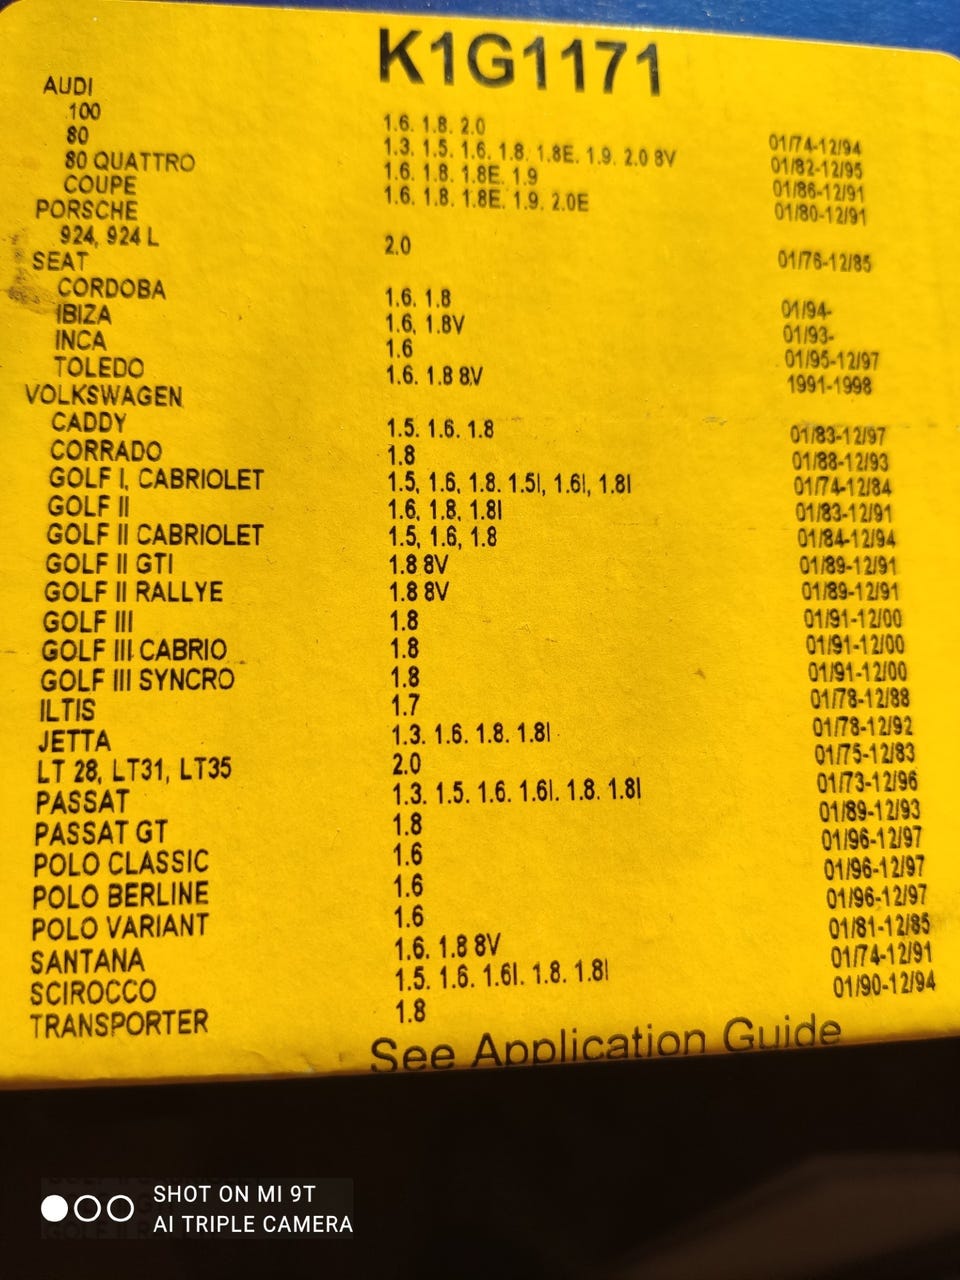 K1G1171
AUDI
100 1.6. 1.8. 2.0 01/74-12/94
80 1.3. 1.5. 1.6. 1.8. 1.8E. 1.9. 2.0 8V 01/82-12/95
80 QUATTRO 1.6. 1.8. 1.8E. 1.9 01/86-12/91
COUPE 1.6. 1.8. 1.8E. 1.9. 2.0E 01/80-12/91
PORSCHE
924, 924 L 2.0 01/76-12/85
SEAT
CORDOBA 1.6. 1.8 01/94-
IBIZA 1.6, 1.8V 01/93-
INCA 1.6 01/95-12/97
TOLEDO 1.6. 1.8 8V 1991-1998
VOLKSWAGEN
CADDY 1.5. 1.6. 1.8 01/83-12/97
CORRADO 1.8 01/88-12/93
GOLF I, CABRIOLET 1.5, 1.6, 1.8. 1.5I, 1.6I, 1.8I 01/74-12/84
GOLF II 1.6, 1.8, 1.8I 01/83-12/91
GOLF II CABRIOLET 1.5, 1.6, 1.8 01/84-12/94
GOLF II GTI 1.8 8V 01/89-12/91
GOLF II RALLYE 1.8 8V 01/89-12/91
GOLF III 1.8 01/91-12/00
GOLF III CABRIO 1.8 01/91-12/00
GOLF III SYNCRO 1.8 01/91-12/00
ILTIS 1.7 01/78-12/88
JETTA 1.3. 1.6. 1.8. 1.8I 01/78-12/92
LT 28, LT31, LT35 2.0 01/75-12/83
PASSAT 1.3. 1.5. 1.6. 1.6I. 1.8. 1.8I 01/73-12/96
PASSAT GT 1.8 01/89-12/93
POLO CLASSIC 1.6 01/96-12/97
POLO BERLINE 1.6 01/96-12/97
POLO VARIANT 1.6 01/96-12/97
SANTANA 1.6. 1.8 8V 01/81-12/85
SCIROCCO 1.5. 1.6. 1.6I. 1.8. 1.8I 01/74-12/91
TRANSPORTER 1.8 01/90-12/94
See Application Guide
SHOT ON MI 9T
AI TRIPLE CAMERA